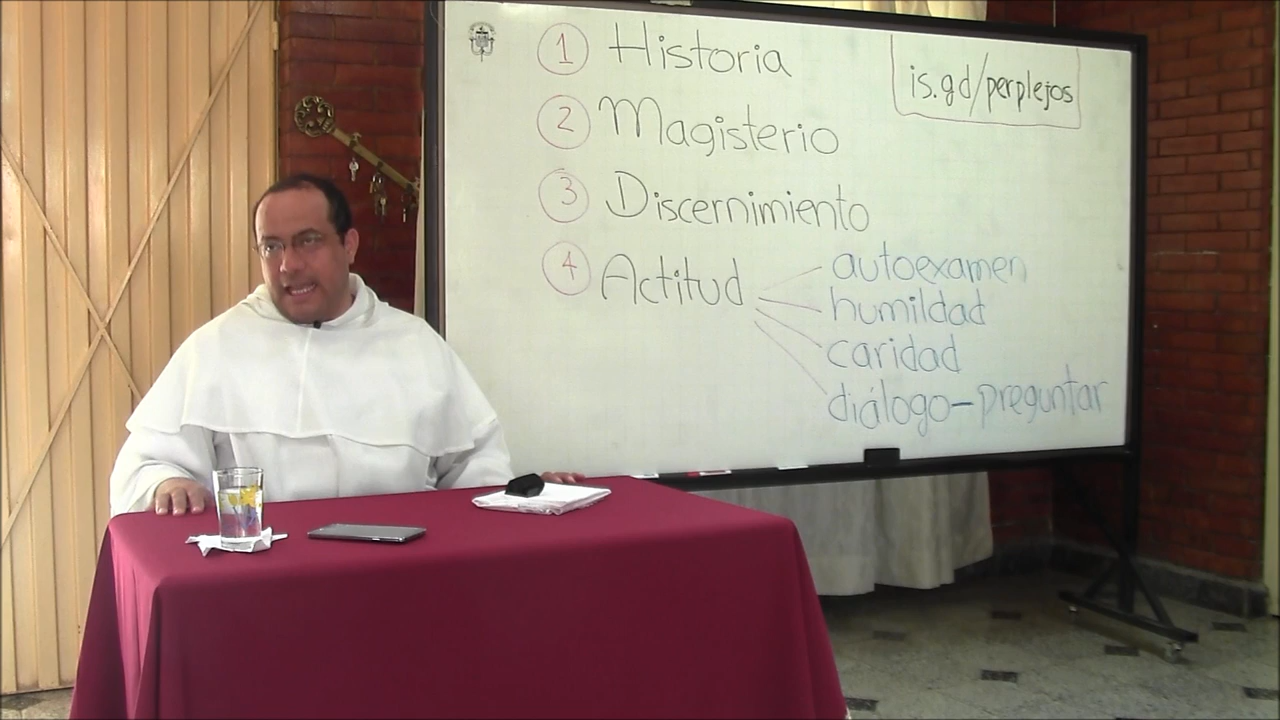 1 Historia
is.gd/perplejos
2 Magisterio
3 Discernimiento
4 Actitud
autoexamen
humildad
caridad
diálogo-preguntar